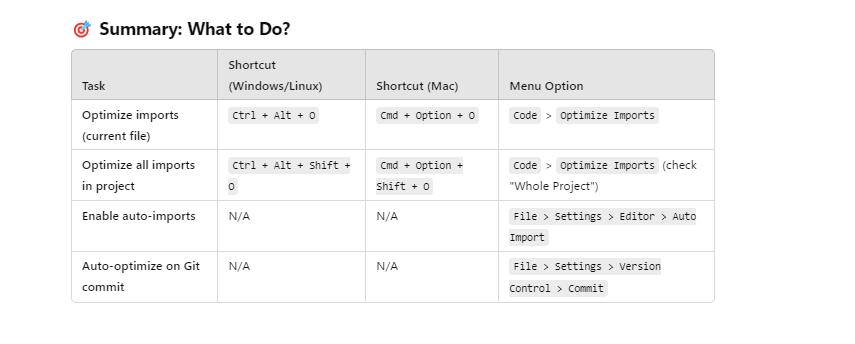 🎯 Summary: What to Do?
Shortcut
Task (Windows/Linux) Shortcut (Mac) Menu Option
Optimize imports Ctrl + Alt + O Cmd + Option + O Code > Optimize Imports
(current file)
Optimize all imports Ctrl + Alt + Shift + Cmd + Option + Code > Optimize Imports (check
in project O Shift + O "Whole Project")
Enable auto-imports N/A N/A File > Settings > Editor > Auto
Import
Auto-optimize on Git N/A N/A File > Settings > Version
commit Control > Commit